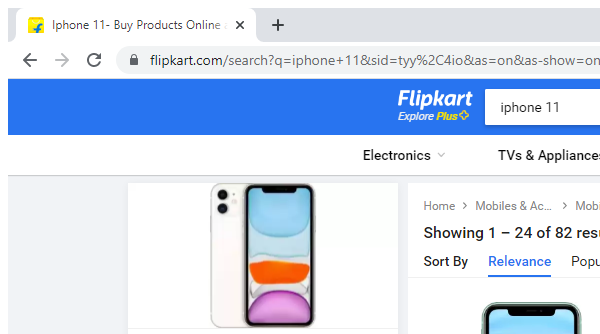 Iphone 11- Buy Products Online
flipkart.com/search?q=iphone+11&sid=tyy%2C4io&as=on&as-show=on
Flipkart
Explore Plus
iphone 11
Electronics
TVs & Appliances
Home > Mobiles & Ac... > Mobi
Showing 1 – 24 of 82 resu
Sort By Relevance Popu